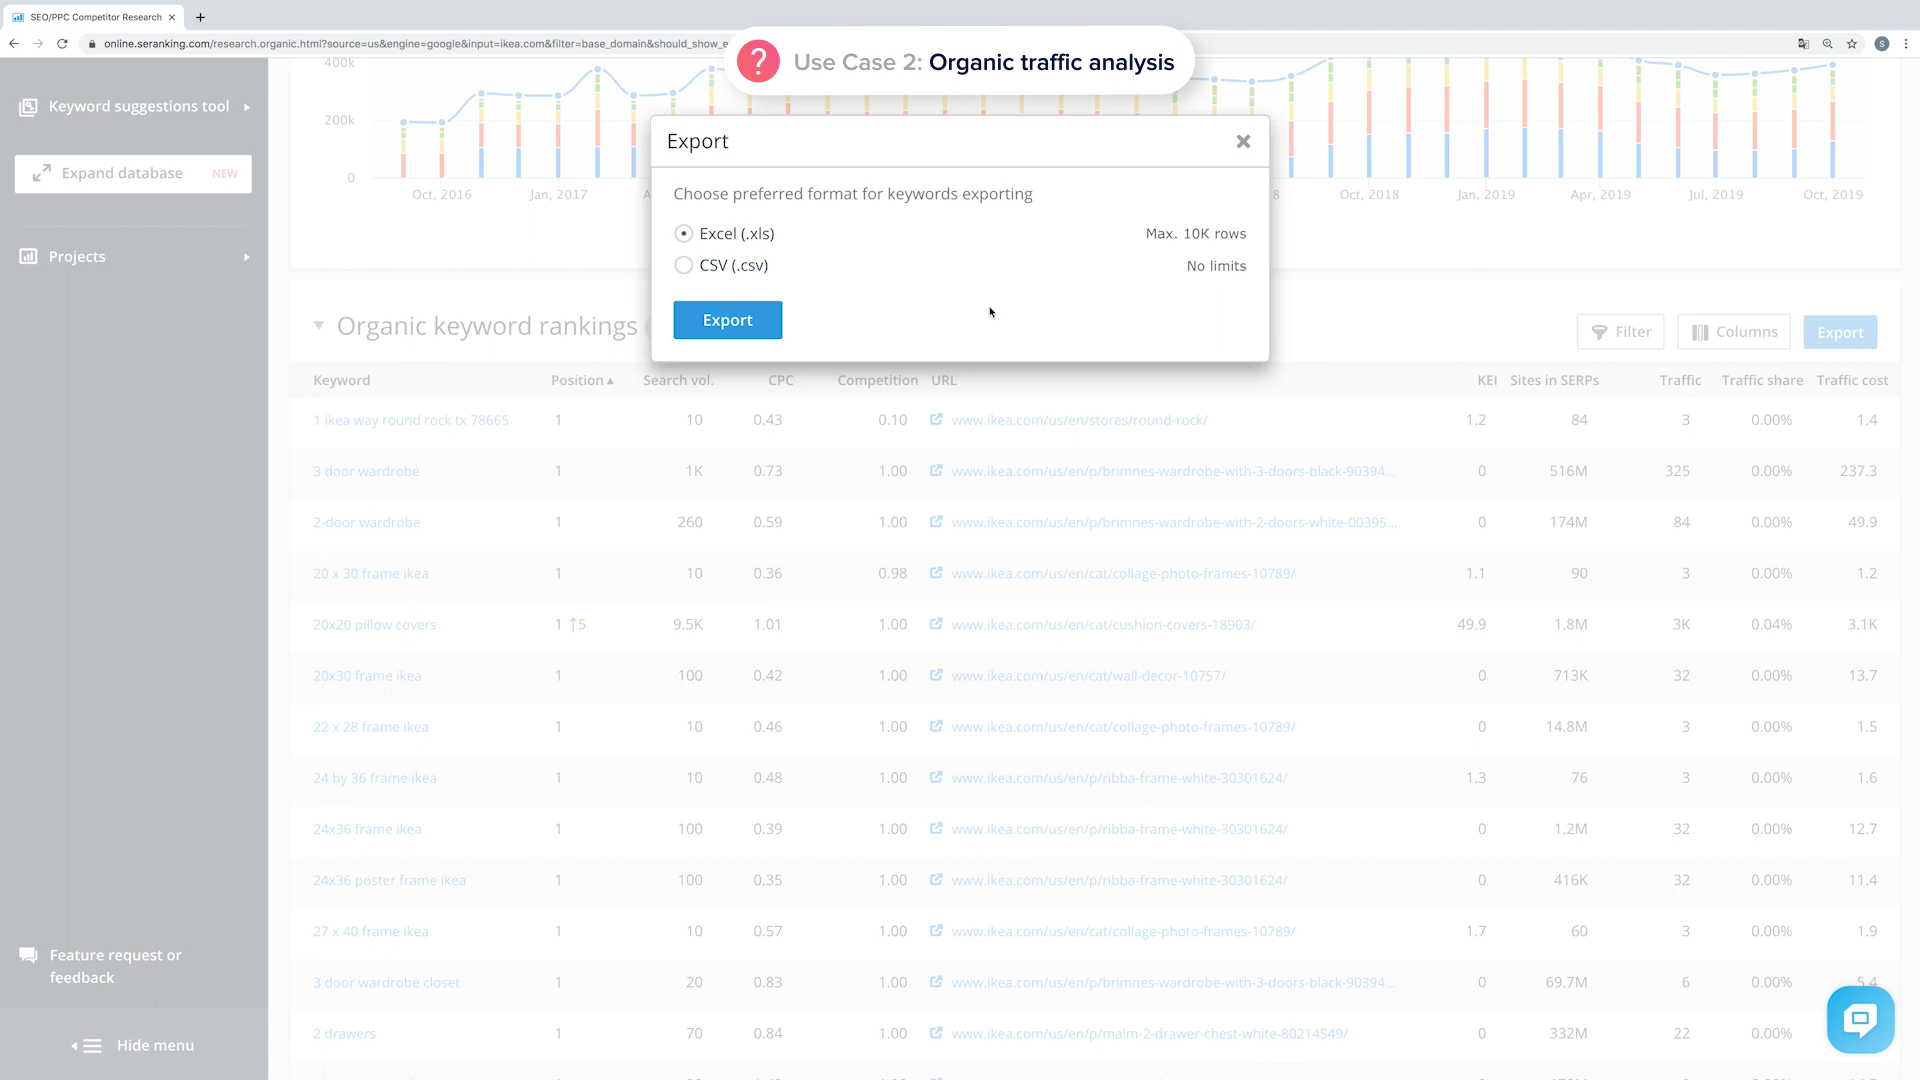 SEO/PPC Competitor Research
online.seranking.com/research.organic.html?source=us&engine=google&input=ikea.com&filter=base_domain&should_show_e
S
? Use Case 2: Organic traffic analysis
Keyword suggestions tool
Expand database NEW
Projects
Feature request or
feedback
Hide menu
400k
200k
0
Oct, 2016 Jan, 2017 A 8 Oct, 2018 Jan, 2019 Apr, 2019 Jul, 2019 Oct, 2019
Export
Choose preferred format for keywords exporting
Excel (.xls) Max. 10K rows
CSV (.csv) No limits
Export
Organic keyword rankings
Filter Columns Export
Keyword Position Search vol. CPC Competition URL KEI Sites in SERPs Traffic Traffic share Traffic cost
1 ikea way round rock tx 78665 1 10 0.43 0.10 www.ikea.com/us/en/stores/round-rock/ 1.2 84 3 0.00% 1.4
3 door wardrobe 1 1K 0.73 1.00 www.ikea.com/us/en/p/brimnes-wardrobe-with-3-doors-black-90394... 0 516M 325 0.00% 237.3
2-door wardrobe 1 260 0.59 1.00 www.ikea.com/us/en/p/brimnes-wardrobe-with-2-doors-white-00395... 0 174M 84 0.00% 49.9
20 x 30 frame ikea 1 10 0.36 0.98 www.ikea.com/us/en/cat/collage-photo-frames-10789/ 1.1 90 3 0.00% 1.2
20x20 pillow covers 1 ↑5 9.5K 1.01 1.00 www.ikea.com/us/en/cat/cushion-covers-18903/ 49.9 1.8M 3K 0.04% 3.1K
20x30 frame ikea 1 100 0.42 1.00 www.ikea.com/us/en/cat/wall-decor-10757/ 0 713K 32 0.00% 13.7
22 x 28 frame ikea 1 10 0.46 1.00 www.ikea.com/us/en/cat/collage-photo-frames-10789/ 0 14.8M 3 0.00% 1.5
24 by 36 frame ikea 1 10 0.48 1.00 www.ikea.com/us/en/p/ribba-frame-white-30301624/ 1.3 76 3 0.00% 1.6
24x36 frame ikea 1 100 0.39 1.00 www.ikea.com/us/en/p/ribba-frame-white-30301624/ 0 1.2M 32 0.00% 12.7
24x36 poster frame ikea 1 100 0.35 1.00 www.ikea.com/us/en/p/ribba-frame-white-30301624/ 0 416K 32 0.00% 11.4
27 x 40 frame ikea 1 10 0.57 1.00 www.ikea.com/us/en/cat/collage-photo-frames-10789/ 1.7 60 3 0.00% 1.9
3 door wardrobe closet 1 20 0.83 1.00 www.ikea.com/us/en/p/brimnes-wardrobe-with-3-doors-black-90394... 0 69.7M 6 0.00% 5.4
2 drawers 1 70 0.84 1.00 www.ikea.com/us/en/p/malm-2-drawer-chest-white-80214549/ 0 332M 22 0.00%